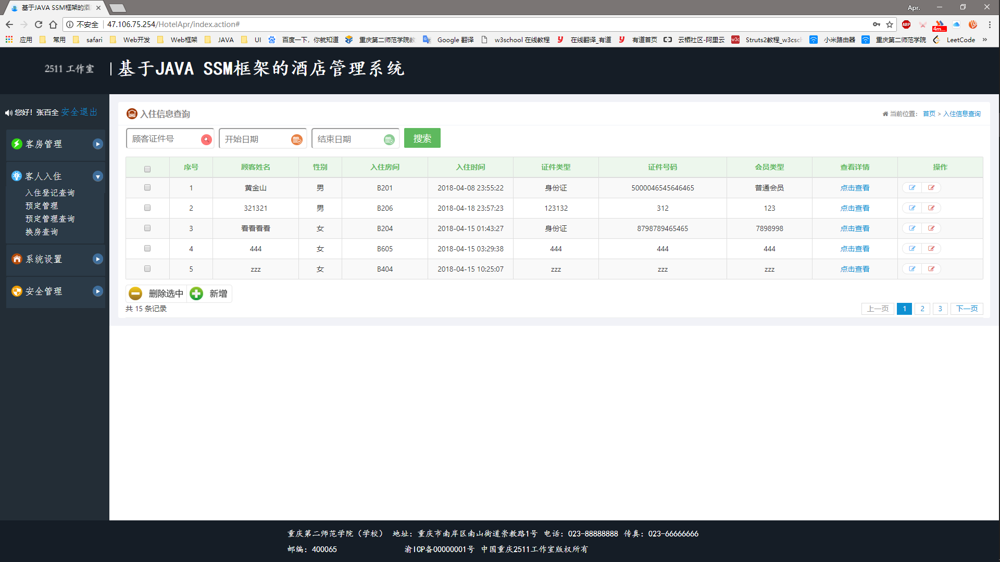 基于JAVA SSM框架的酒
Apr.
不安全 47.106.75.254/HotelApr/index.action#
ABP
4m...
应用 常用 safari Web开发 Web框架 JAVA UI 百度一下，你就知道 重庆第二师范学院教 Google 翻译 w3school 在线教程 在线翻译_有道 有道首页 云栖社区-阿里云 w3c Struts2教程_w3csch 小米路由器 重庆第二师范学院 LeetCode »
2511 工作室 | 基于JAVA SSM框架的酒店管理系统
您好！张百全 安全退出
客房管理
客人入住
入住登记查询
预定管理
预定管理查询
换房查询
系统设置
安全管理
入住信息查询
当前位置： 首页 > 入住信息查询
顾客证件号 开始日期 结束日期 搜索
序号 顾客姓名 性别 入住房间 入住时间 证件类型 证件号码 会员类型 查看详情 操作
1 黄金山 男 B201 2018-04-08 23:55:22 身份证 5000046545646465 普通会员 点击查看
2 321321 男 B206 2018-04-18 23:57:23 123132 312 123 点击查看
3 看看看看 女 B204 2018-04-15 01:43:27 身份证 8798789465465 7898998 点击查看
4 444 女 B605 2018-04-15 03:29:38 444 444 444 点击查看
5 zzz 女 B404 2018-04-15 10:25:07 zzz zzz zzz 点击查看
删除选中 新增
共 15 条记录
上一页 1 2 3 下一页
重庆第二师范学院（学校） 地址：重庆市南岸区南山街道崇教路1号 电话：023-88888888 传真：023-66666666
邮编：400065 渝ICP备00000001号 中国重庆2511工作室版权所有